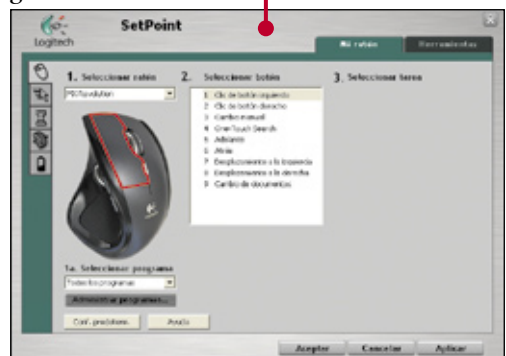 Logitech
SetPoint
Mi ratón
Herramientas
1. Seleccionar ratón
MX Revolution
2. Seleccionar botón
1 Clic de botón izquierdo
2 Clic de botón derecho
3 Cambio manual
4 One-Touch Search
5 Adelante
6 Atrás
7 Desplazamiento a la izquierda
8 Desplazamiento a la derecha
9 Cambio de documentos
3. Seleccionar tarea
1a. Seleccionar programa
Todos los programas
Administrar programas...
Conf. predeterm.
Ayuda
Aceptar
Cancelar
Aplicar